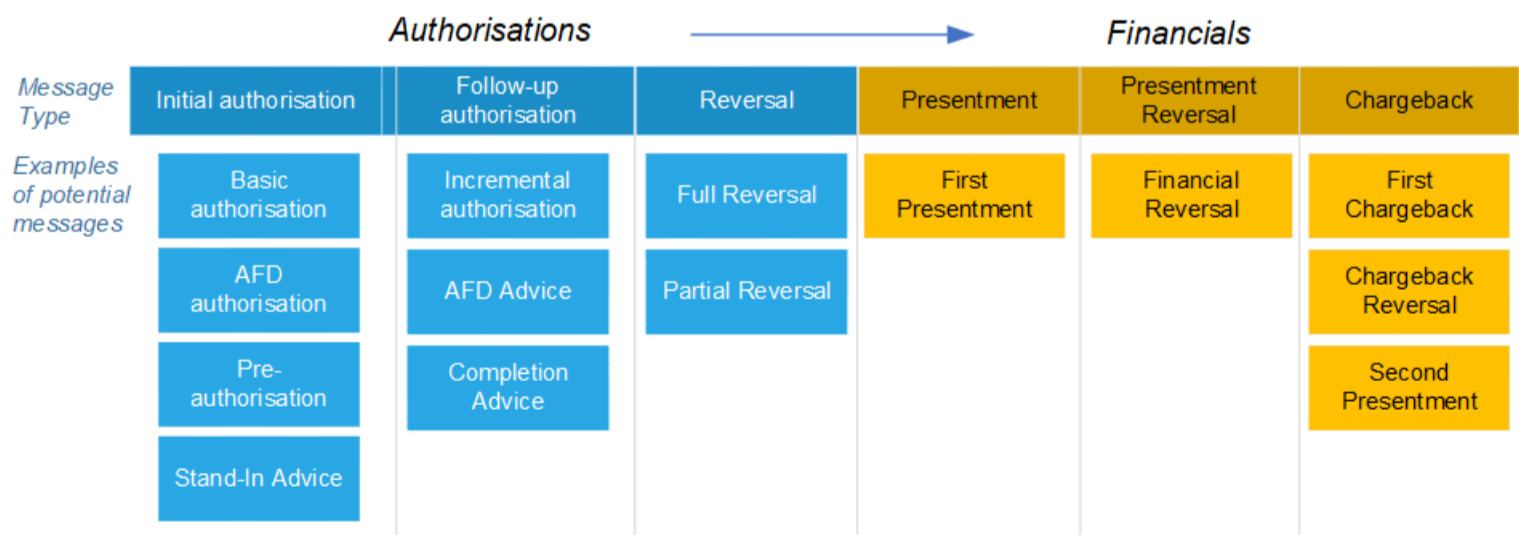 Authorisations
Financials
Message
Type
Initial authorisation
Follow-up
authorisation
Reversal
Presentment
Presentment
Reversal
Chargeback
Examples
of potential
messages
Basic
authorisation
Incremental
authorisation
Full Reversal
First
Presentment
Financial
Reversal
First
Chargeback
AFD
authorisation
AFD Advice
Partial Reversal
Chargeback
Reversal
Pre-
authorisation
Completion
Advice
Second
Presentment
Stand-In Advice